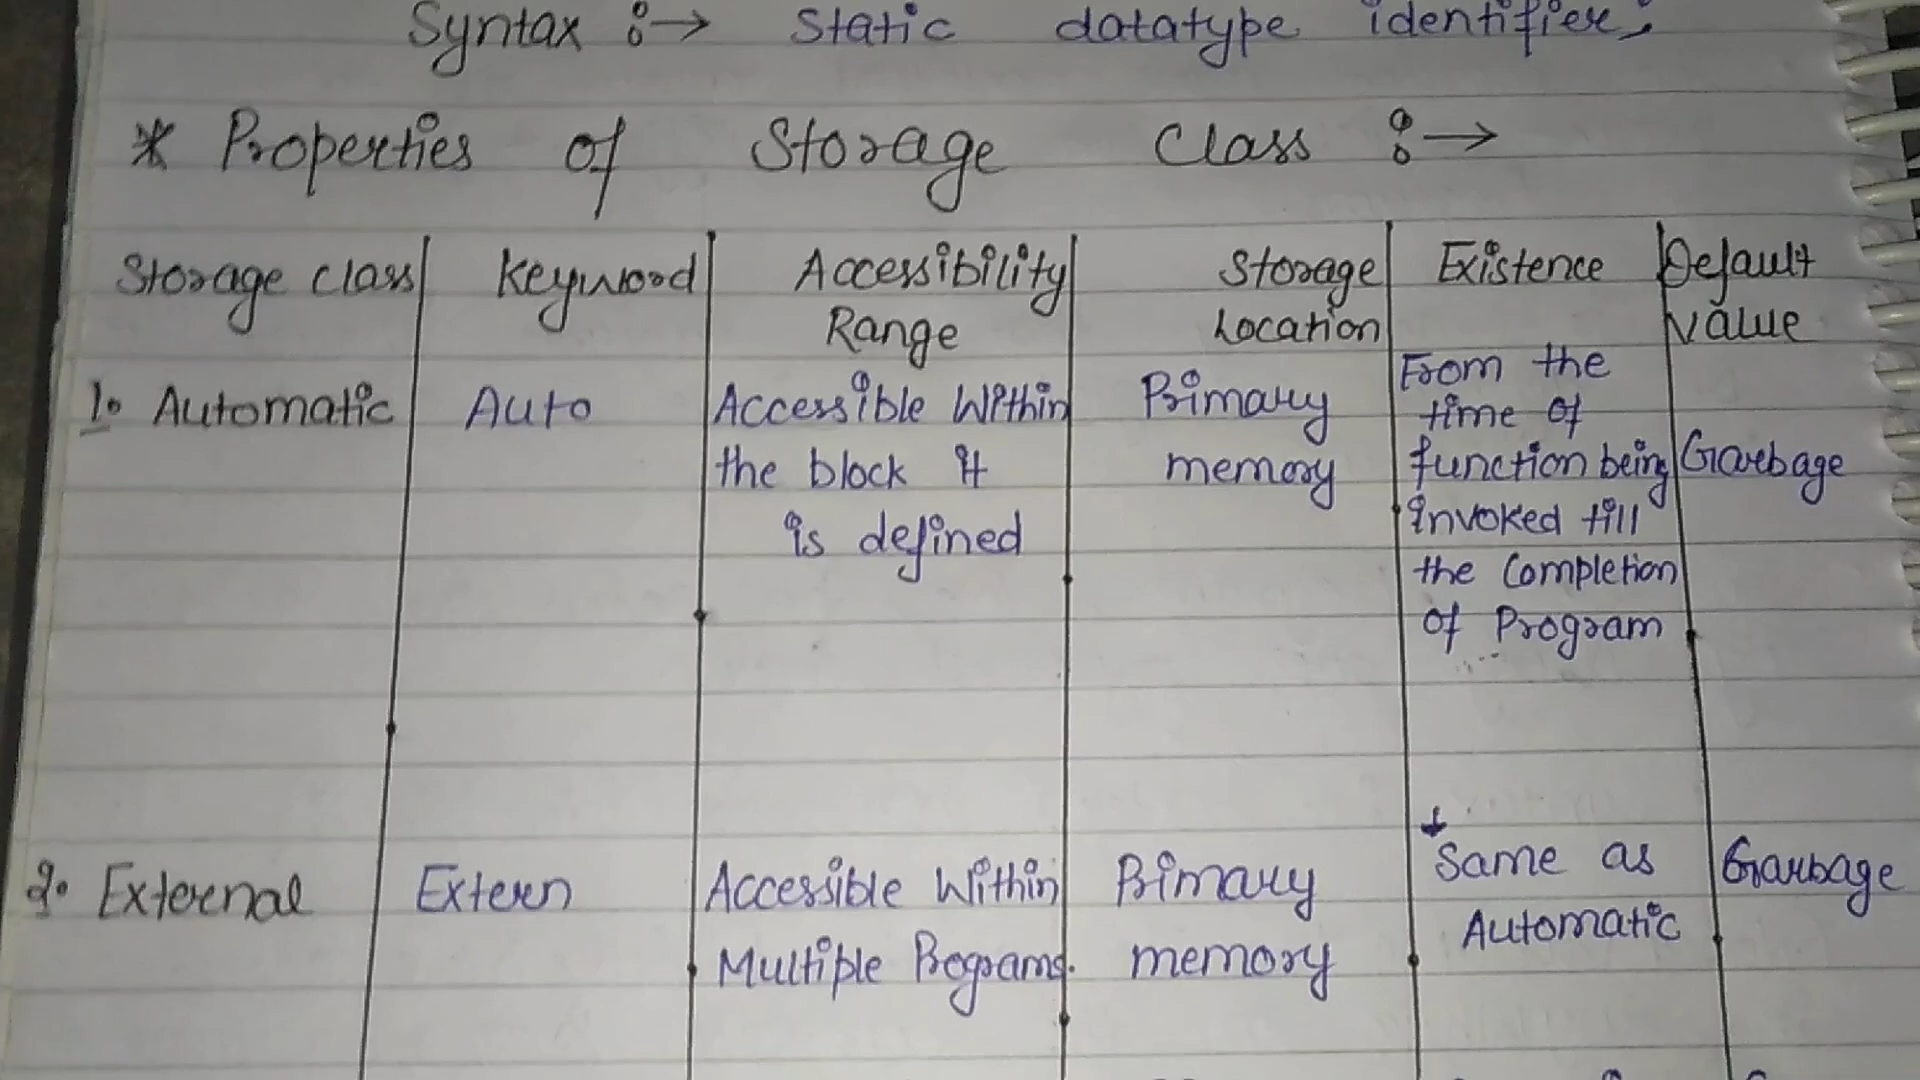 Syntax :→ Static datatype identifier;
* Properties of Storage Class :→
Storage class Keyword Accessibility Range Storage Location Existence Default Value
1. Automatic Auto Accessible Within the block it is defined Primary memory From the time of function being invoked till the Completion of Program Garbage
2. External Extern Accessible Within Multiple Programs. Primary memory Same as Automatic Garbage